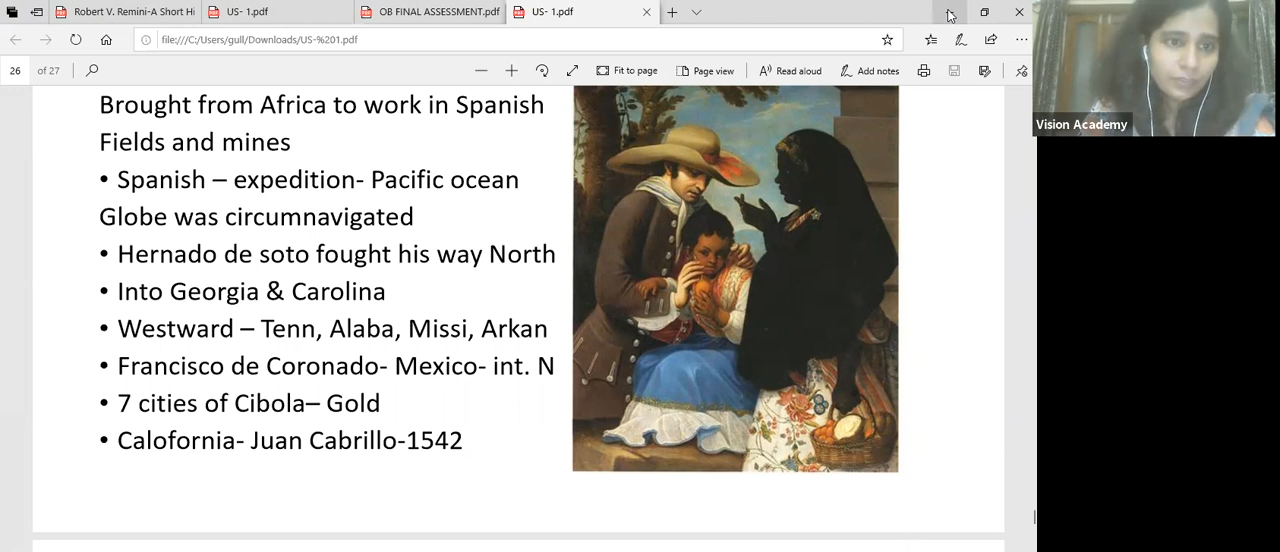 Robert V. Remini-A Short Hi
US- 1.pdf
OB FINAL ASSESSMENT.pdf
US- 1.pdf
file:///C:/Users/gull/Downloads/US-%201.pdf
26 of 27
Fit to page
Page view
Read aloud
Add notes
Vision Academy
Brought from Africa to work in Spanish
Fields and mines
• Spanish – expedition- Pacific ocean
Globe was circumnavigated
• Hernado de soto fought his way North
• Into Georgia & Carolina
• Westward – Tenn, Alaba, Missi, Arkan
• Francisco de Coronado- Mexico- int. N
• 7 cities of Cibola– Gold
• Calofornia- Juan Cabrillo-1542